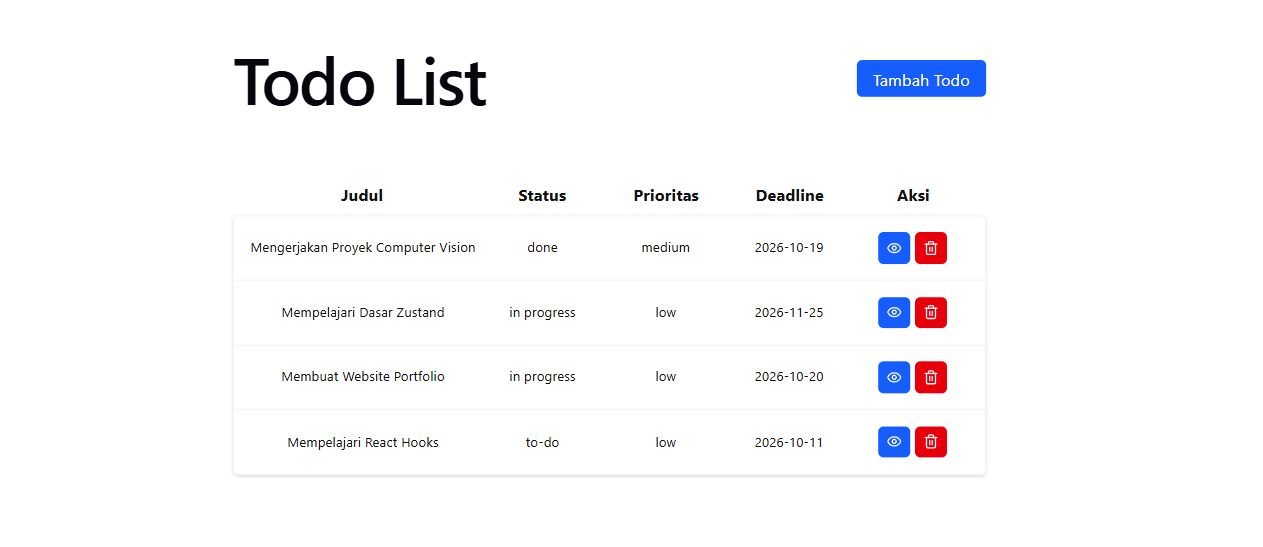 Todo List
Tambah Todo
Judul Status Prioritas Deadline Aksi
Mengerjakan Proyek Computer Vision done medium 2026-10-19
Mempelajari Dasar Zustand in progress low 2026-11-25
Membuat Website Portfolio in progress low 2026-10-20
Mempelajari React Hooks to-do low 2026-10-11